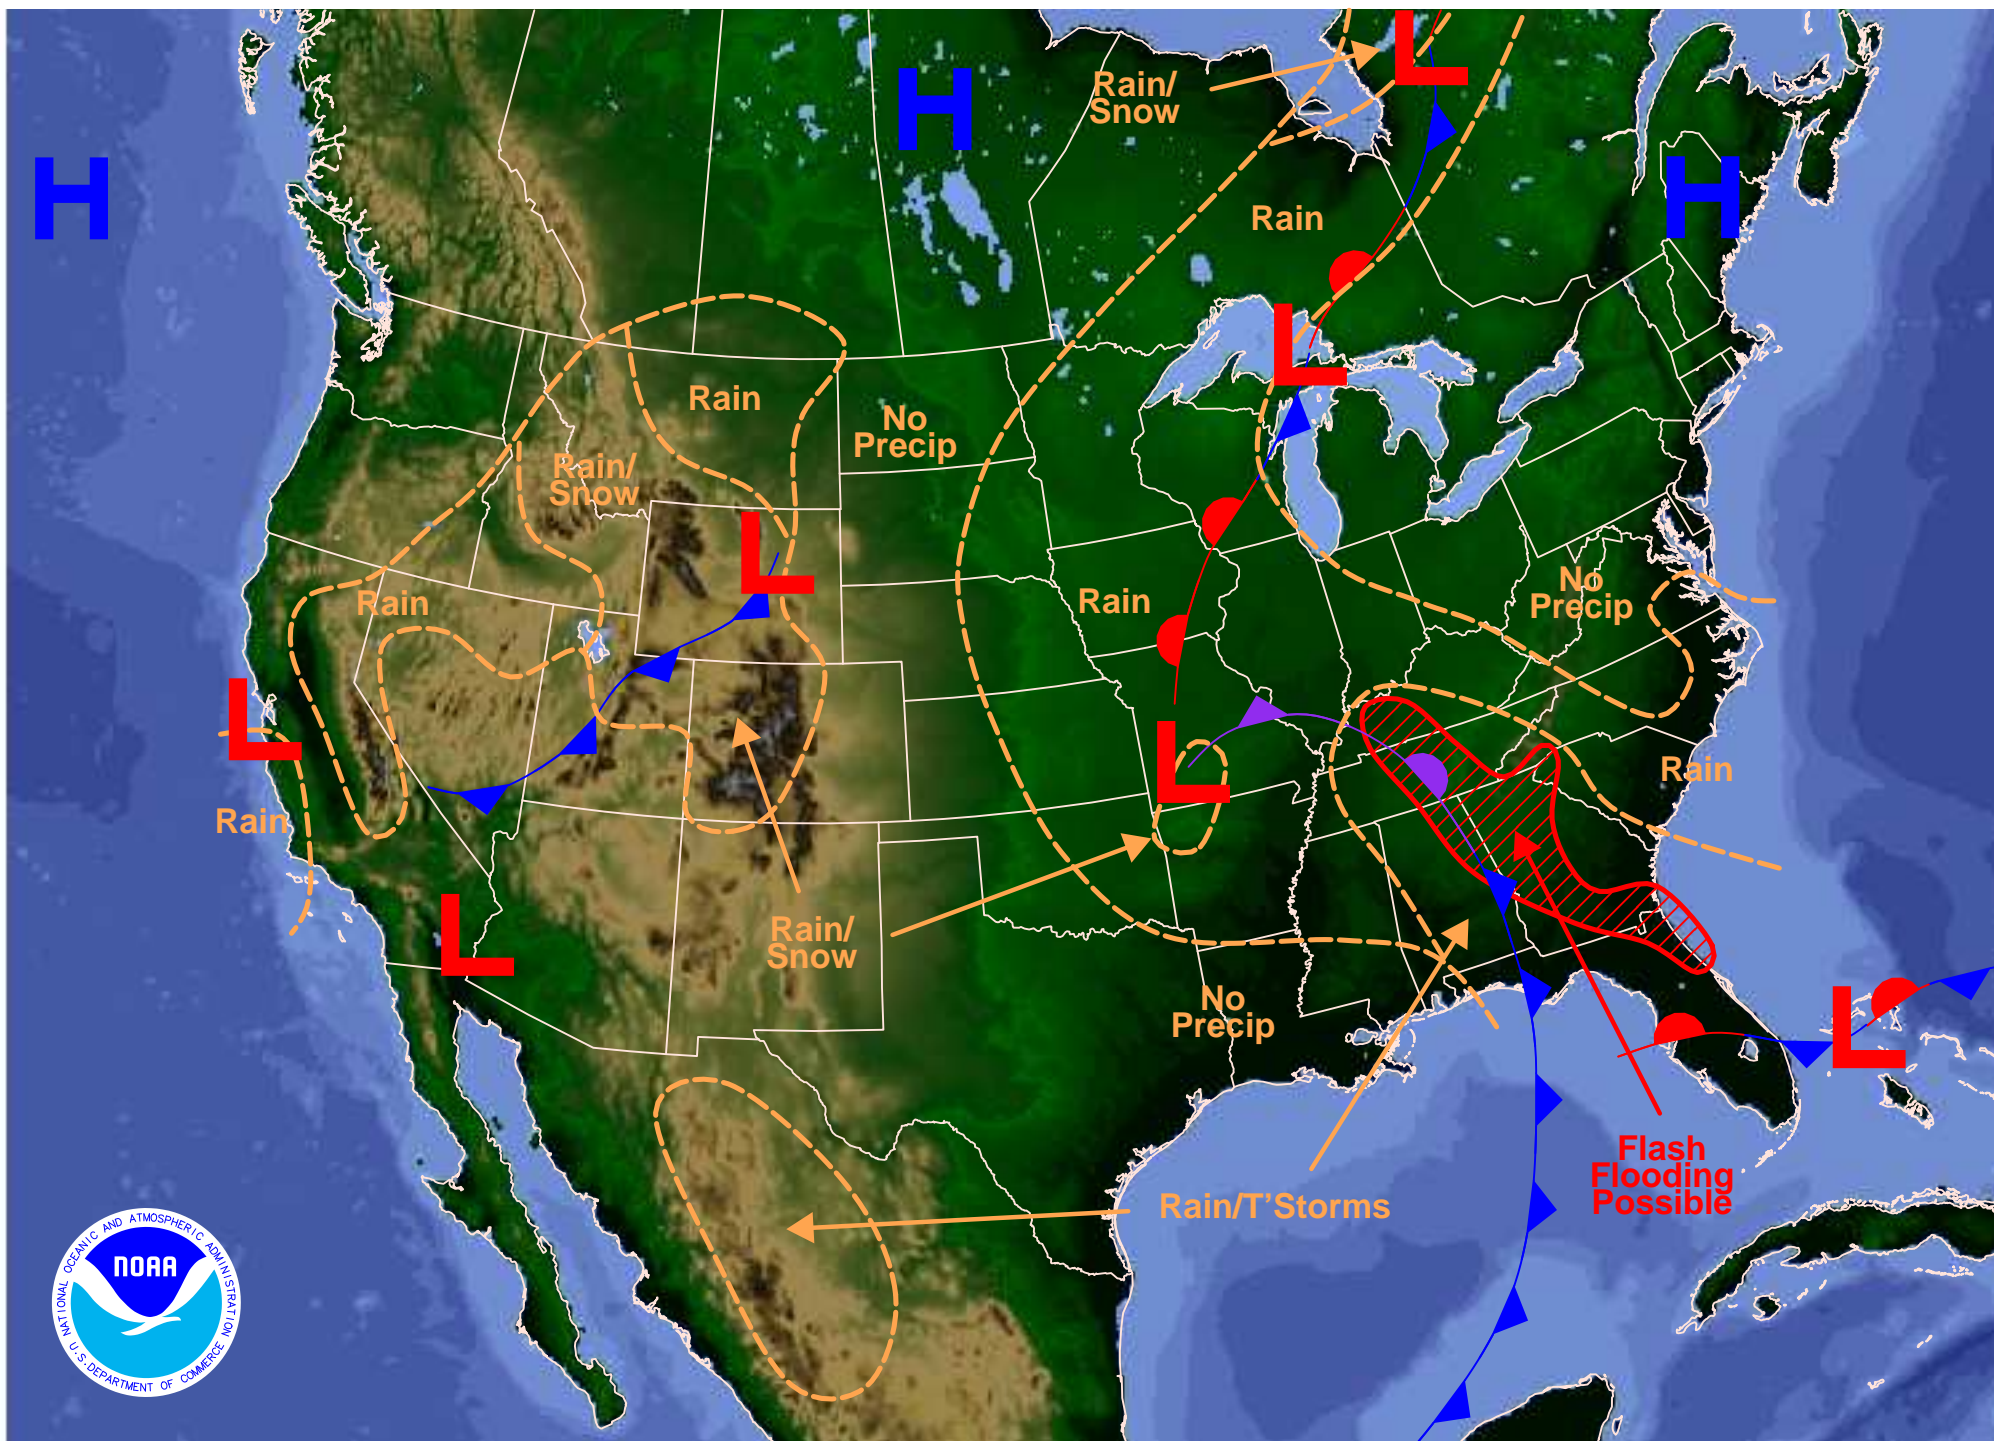 L
Rain/
Snow
H
H
H
Rain
L
Rain
No
Precip
Rain/
Snow
L
No
Precip
Rain
Rain
L
L
Rain
Rain
L
Rain/
Snow
No
Precip
L
Flash
Flooding
Possible
Rain/T'Storms
NATIONAL OCEANIC AND ATMOSPHERIC ADMINISTRATION
NOAA
U.S. DEPARTMENT OF COMMERCE